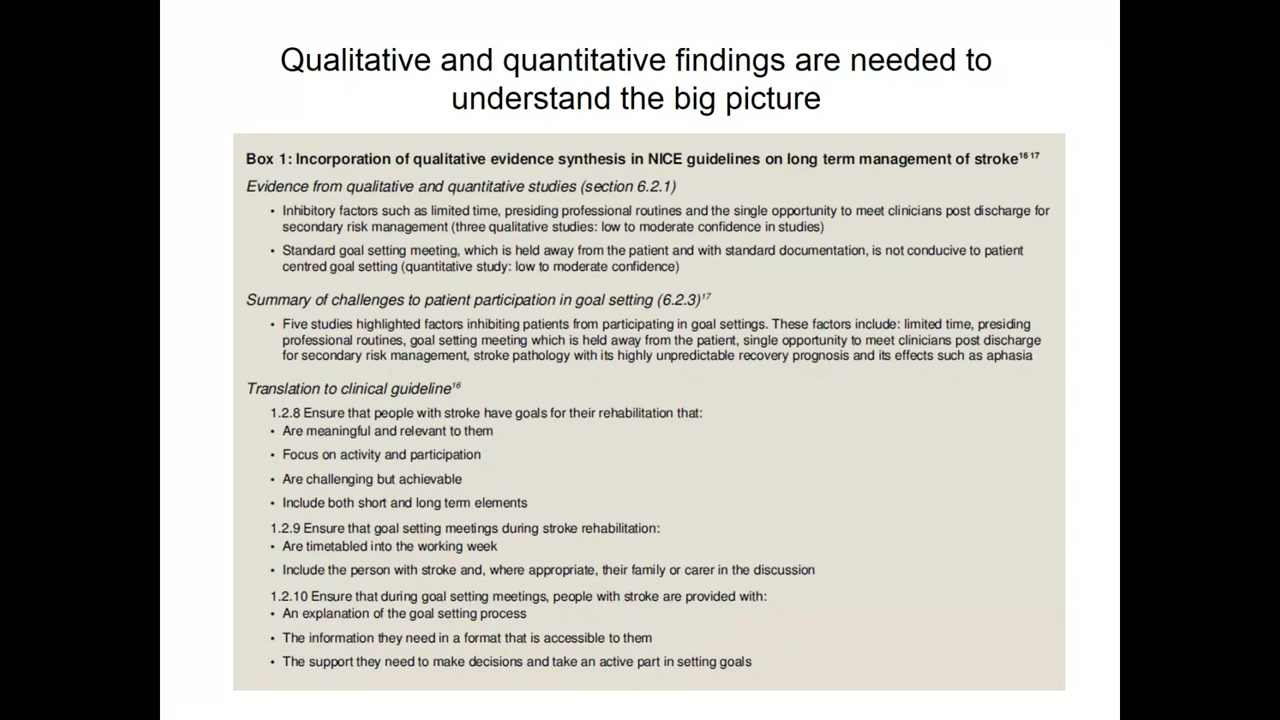 Qualitative and quantitative findings are needed to
understand the big picture
Box 1: Incorporation of qualitative evidence synthesis in NICE guidelines on long term management of stroke16 17
Evidence from qualitative and quantitative studies (section 6.2.1)
• Inhibitory factors such as limited time, presiding professional routines and the single opportunity to meet clinicians post discharge for
secondary risk management (three qualitative studies: low to moderate confidence in studies)
• Standard goal setting meeting, which is held away from the patient and with standard documentation, is not conducive to patient
centred goal setting (quantitative study: low to moderate confidence)
Summary of challenges to patient participation in goal setting (6.2.3)17
• Five studies highlighted factors inhibiting patients from participating in goal settings. These factors include: limited time, presiding
professional routines, goal setting meeting which is held away from the patient, single opportunity to meet clinicians post discharge
for secondary risk management, stroke pathology with its highly unpredictable recovery prognosis and its effects such as aphasia
Translation to clinical guideline16
1.2.8 Ensure that people with stroke have goals for their rehabilitation that:
• Are meaningful and relevant to them
• Focus on activity and participation
• Are challenging but achievable
• Include both short and long term elements
1.2.9 Ensure that goal setting meetings during stroke rehabilitation:
• Are timetabled into the working week
• Include the person with stroke and, where appropriate, their family or carer in the discussion
1.2.10 Ensure that during goal setting meetings, people with stroke are provided with:
• An explanation of the goal setting process
• The information they need in a format that is accessible to them
• The support they need to make decisions and take an active part in setting goals